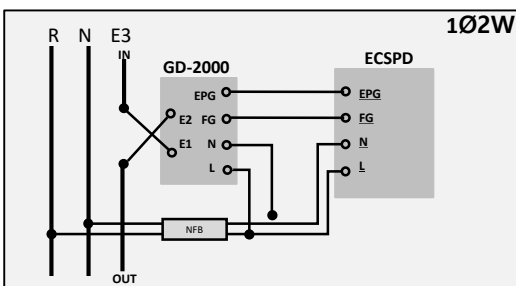 1Ø2W
R N E3
IN
GD-2000
ECSPD
EPG
E2 FG
E1 N
L
EPG
FG
N
L
NFB
OUT